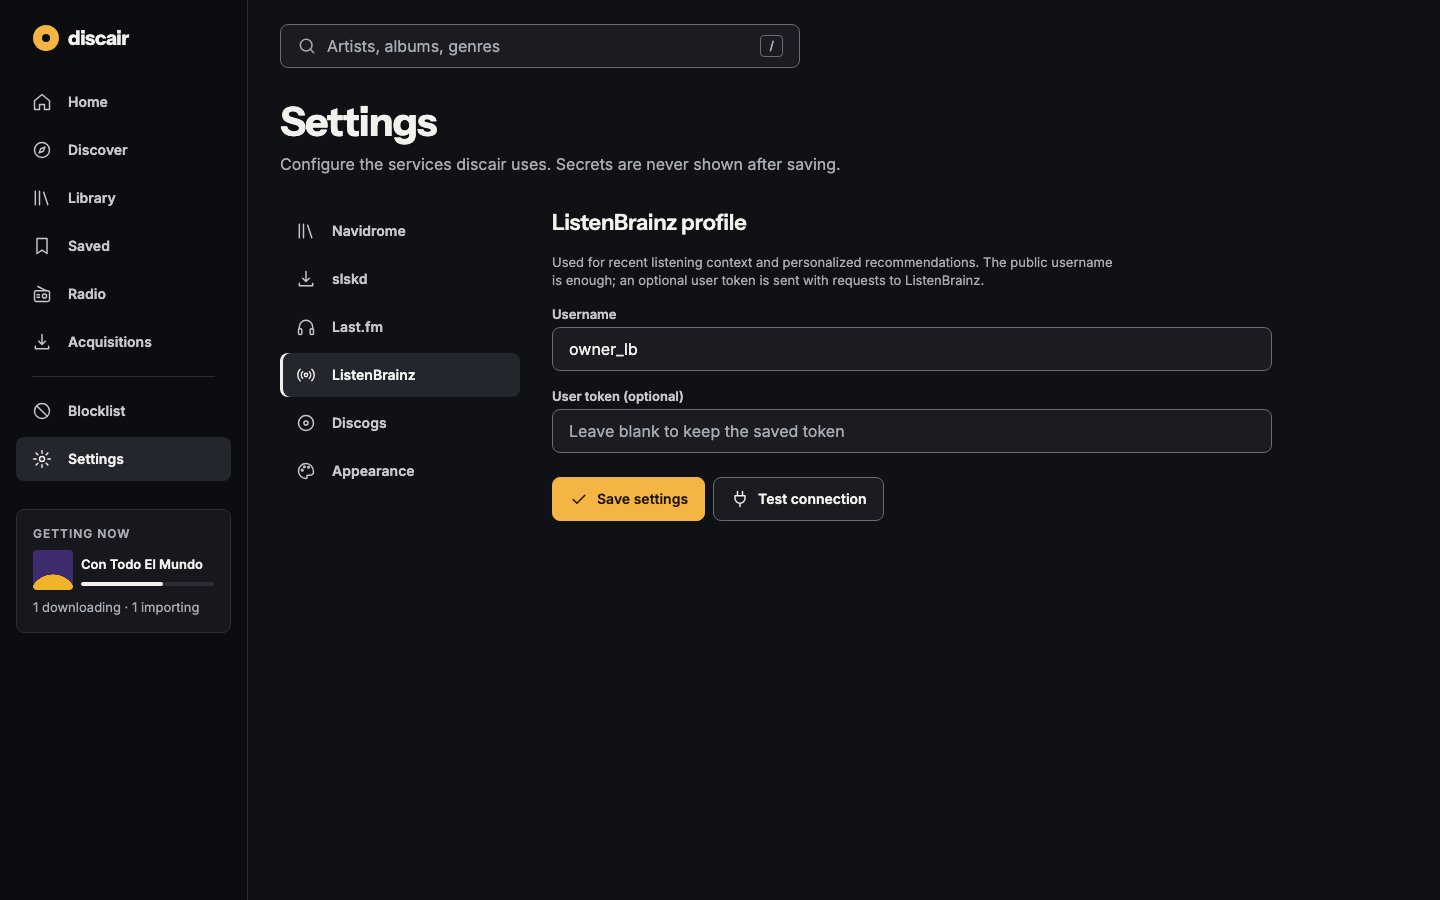 discair
Artists, albums, genres
/
Home
Discover
Library
Saved
Radio
Acquisitions
Blocklist
Settings
GETTING NOW
Con Todo El Mundo
1 downloading · 1 importing
Settings
Configure the services discair uses. Secrets are never shown after saving.
Navidrome
slskd
Last.fm
ListenBrainz
Discogs
Appearance
ListenBrainz profile
Used for recent listening context and personalized recommendations. The public username
is enough; an optional user token is sent with requests to ListenBrainz.
Username
owner_lb
User token (optional)
Leave blank to keep the saved token
Save settings
Test connection